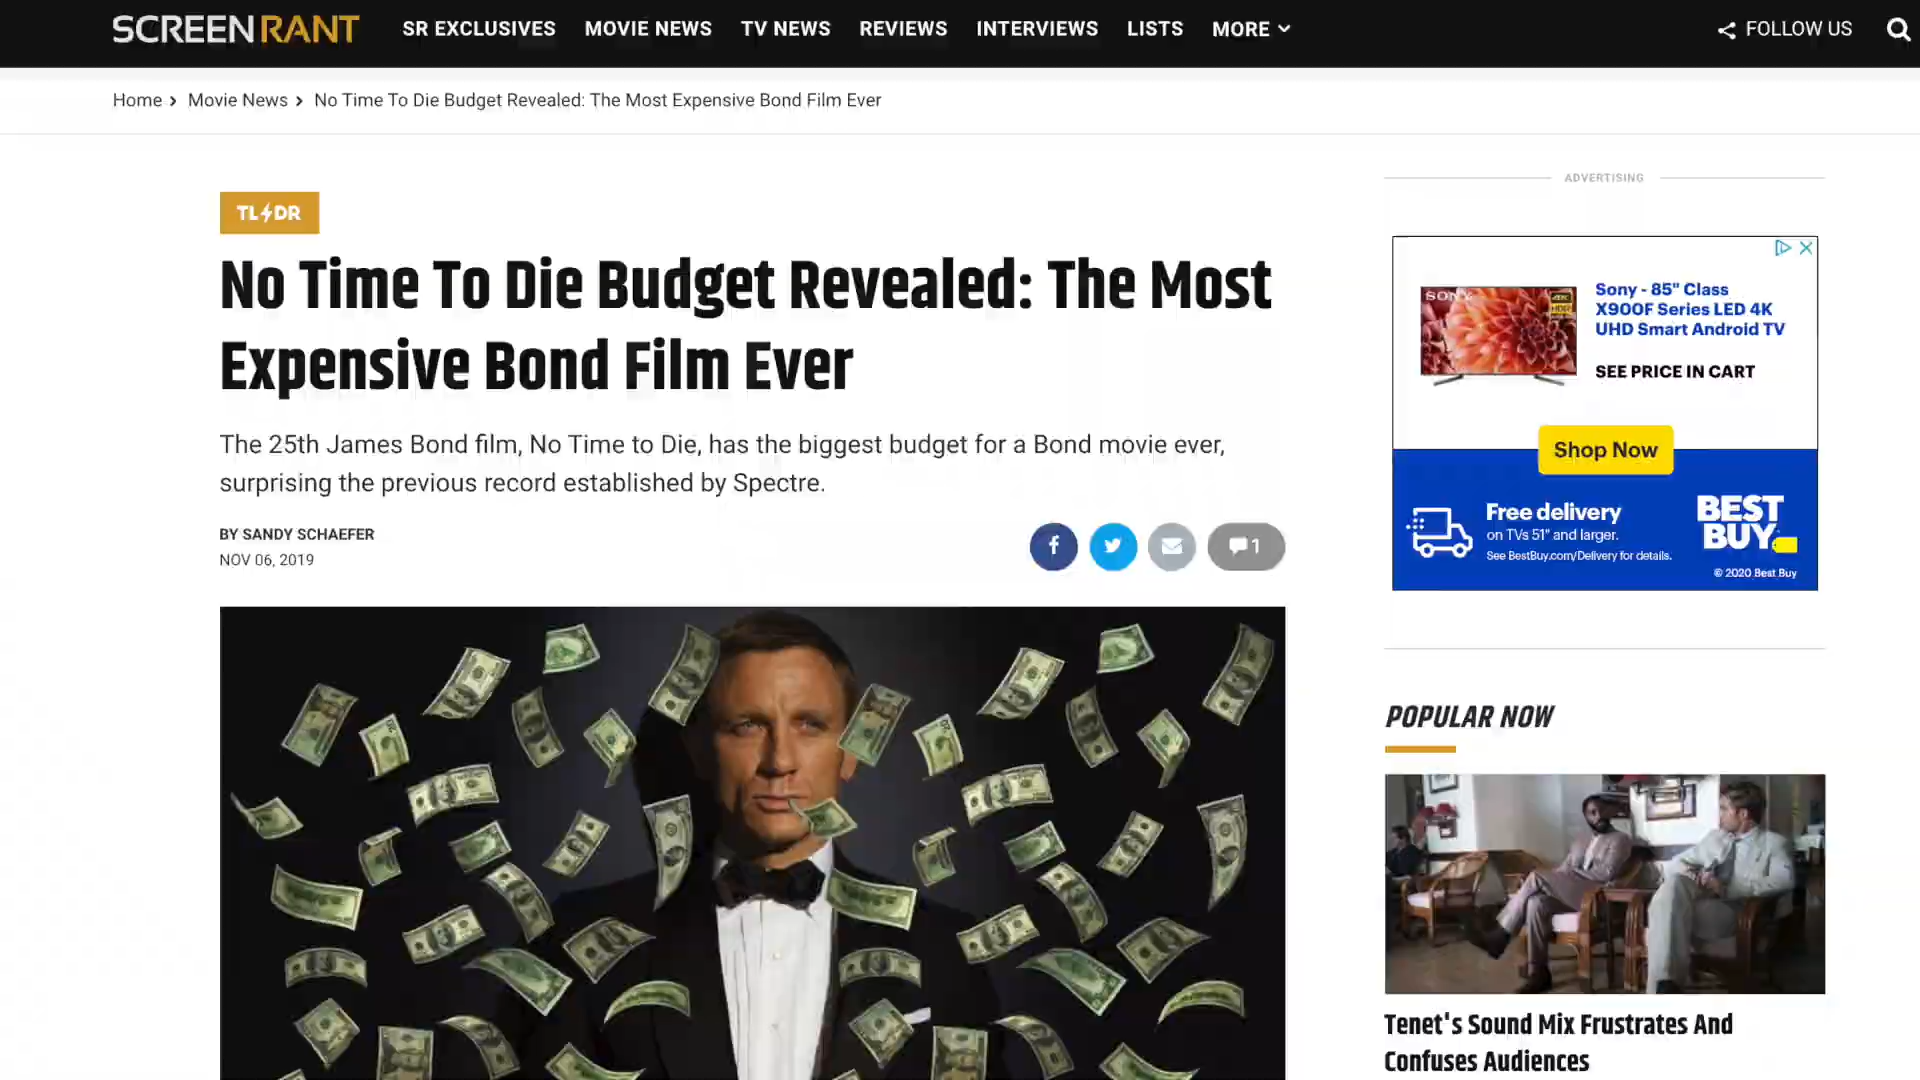 SCREENRANT SR EXCLUSIVES MOVIE NEWS TV NEWS REVIEWS INTERVIEWS LISTS MORE FOLLOW US
Home › Movie News › No Time To Die Budget Revealed: The Most Expensive Bond Film Ever
TL DR
No Time To Die Budget Revealed: The Most
Expensive Bond Film Ever
The 25th James Bond film, No Time to Die, has the biggest budget for a Bond movie ever,
surprising the previous record established by Spectre.
BY SANDY SCHAEFER
NOV 06, 2019
1
ADVERTISING
SONY
4K
HDR
Sony - 85" Class
X900F Series LED 4K
UHD Smart Android TV
SEE PRICE IN CART
Shop Now
Free delivery
on TVs 51" and larger.
See BestBuy.com/Delivery for details.
BEST
BUY
© 2020 Best Buy
POPULAR NOW
Tenet's Sound Mix Frustrates And
Confuses Audiences